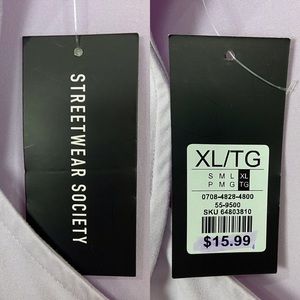 STREETWEAR SOCIETY
XL/TG
S M L XL
P M G TG
0708-4828-4800
55-9500
SKU 64803810
$15.99